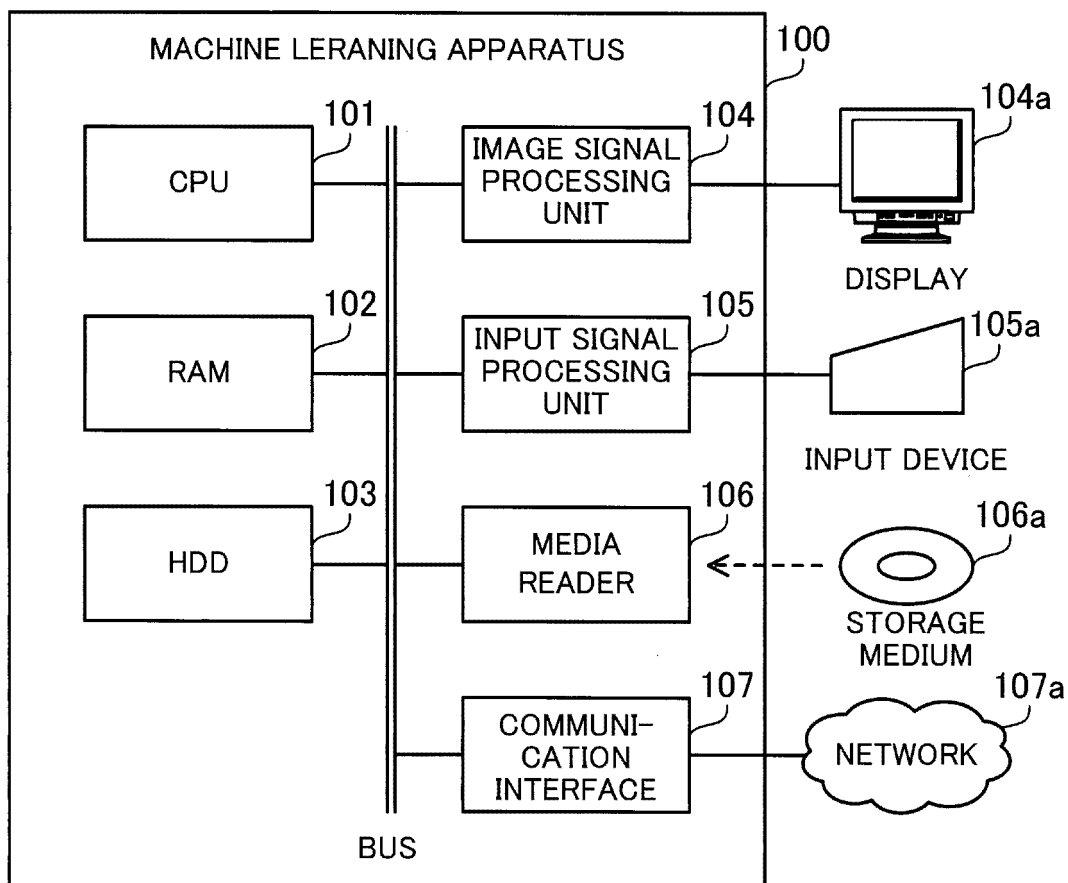 MACHINE LERANING APPARATUS
100
101
CPU
104
IMAGE SIGNAL
PROCESSING
UNIT
104a
DISPLAY
102
RAM
105
INPUT SIGNAL
PROCESSING
UNIT
105a
INPUT DEVICE
103
HDD
106
MEDIA
READER
106a
STORAGE
MEDIUM
107
COMMUNI-
CATION
INTERFACE
107a
NETWORK
BUS